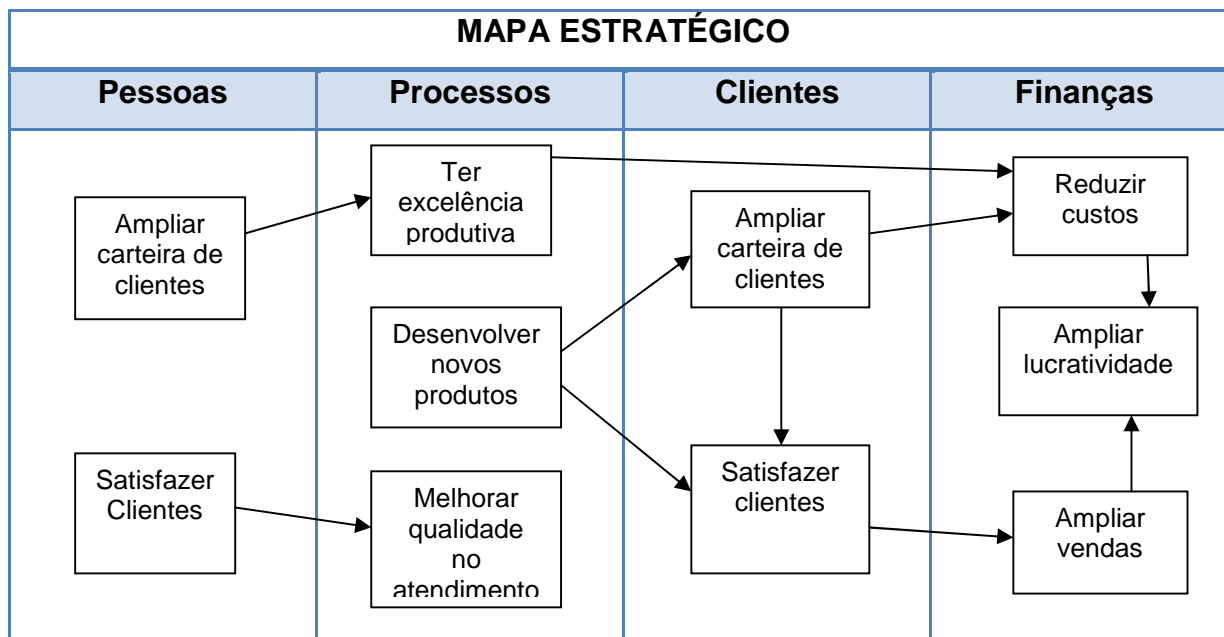 MAPA ESTRATÉGICO
Pessoas
Processos
Clientes
Finanças
Ampliar
carteira de
clientes
Satisfazer
Clientes
Ter
excelência
produtiva
Desenvolver
novos
produtos
Melhorar
qualidade
no
atendimento
Ampliar
carteira de
clientes
Satisfazer
clientes
Reduzir
custos
Ampliar
lucratividade
Ampliar
vendas